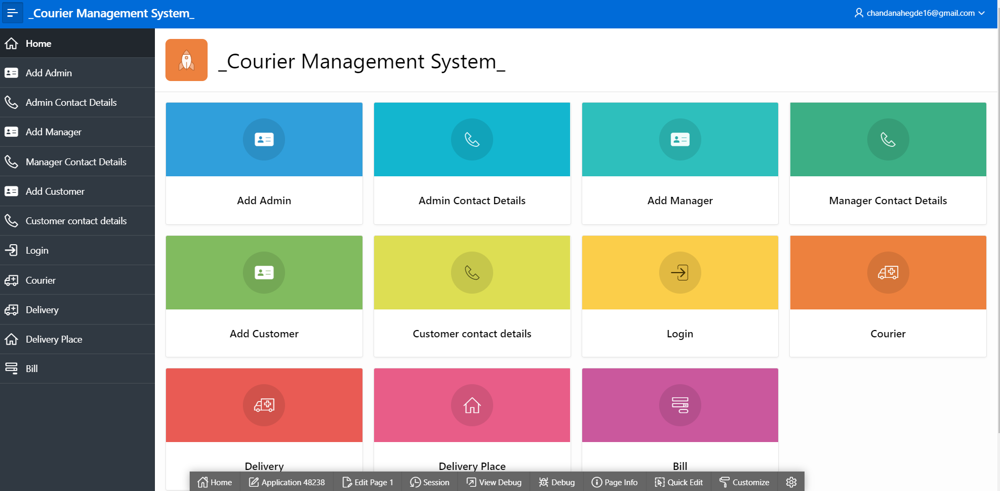 _Courier Management System_
chandanahegde16@gmail.com
Home
Add Admin
Admin Contact Details
Add Manager
Manager Contact Details
Add Customer
Customer contact details
Login
Courier
Delivery
Delivery Place
Bill
_Courier Management System_
Add Admin
Admin Contact Details
Add Manager
Manager Contact Details
Add Customer
Customer contact details
Login
Courier
Delivery
Delivery Place
Bill
Home
Application 48238
Edit Page 1
Session
View Debug
Debug
Page Info
Quick Edit
Customize